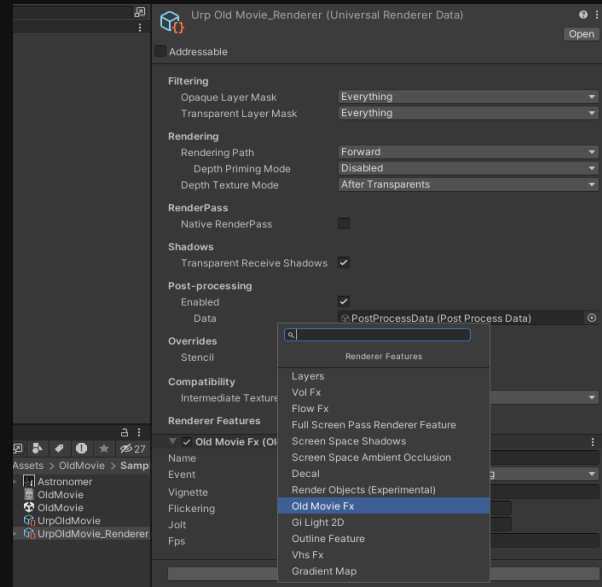 Urp Old Movie_Renderer (Universal Renderer Data)
Open
Addressable
Filtering
Opaque Layer Mask Everything
Transparent Layer Mask Everything
Rendering
Rendering Path Forward
Depth Priming Mode Disabled
Depth Texture Mode After Transparents
RenderPass
Native RenderPass
Shadows
Transparent Receive Shadows
Post-processing
Enabled
Data PostProcessData (Post Process Data)
Overrides
Stencil
Compatibility
Intermediate Texture
Renderer Features
Old Movie Fx (Ol
Name
Event g
Vignette
Flickering
Jolt
Fps
Renderer Features
Layers
Vol Fx
Flow Fx
Full Screen Pass Renderer Feature
Screen Space Shadows
Screen Space Ambient Occlusion
Decal
Render Objects (Experimental)
Old Movie Fx
Gi Light 2D
Outline Feature
Vhs Fx
Gradient Map
27
Assets > OldMovie > Samp
Astronomer
OldMovie
OldMovie
UrpOldMovie
UrpOldMovie_Renderer